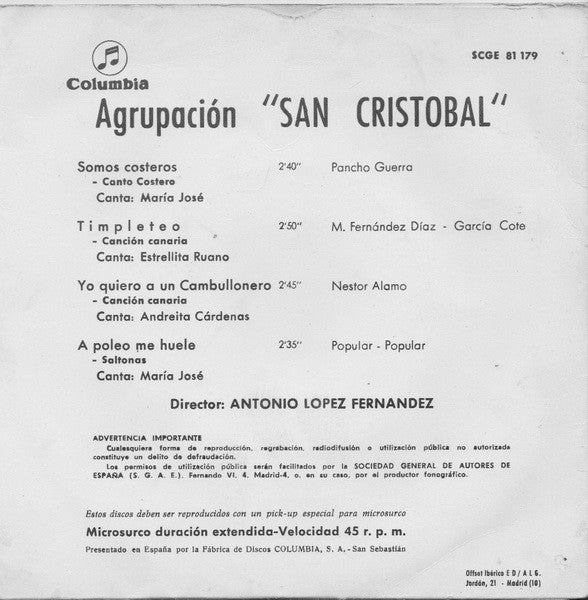 SCGE 81 179
Columbia
Agrupación "SAN CRISTOBAL"
Somos costeros 2'40" Pancho Guerra
- Canto Costero
Canta: María José
Timpleteo 2'50" M. Fernández Díaz - García Cote
- Canción canaria
Canta: Estrellita Ruano
Yo quiero a un Cambullonero 2'45" Nestor Alamo
- Canción canaria
Canta: Andreita Cárdenas
A poleo me huele 2'35" Popular - Popular
- Saltonas
Canta: María José
Director: ANTONIO LOPEZ FERNANDEZ
ADVERTENCIA IMPORTANTE
Cualesquiera forma de reproducción, regrabación, radiodifusión o utilización pública no autorizada
constituye un delito de defraudación.
Los permisos de utilización pública serán facilitados por la SOCIEDAD GENERAL DE AUTORES DE
ESPAÑA (S. G. A. E.). Fernando VI. 4. Madrid-4. o, en su caso, por el productor fonográfico.
Estos discos deben ser reproducidos con un pick-up especial para microsurco
Microsurco duración extendida-Velocidad 45 r. p. m.
Presentado en España por la Fábrica de Discos COLUMBIA, S. A. - San Sebastián
Offset Ibérica E D / A L G.
Jordán, 21 - Madrid (10)